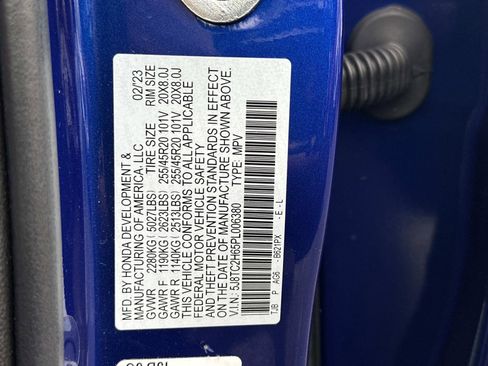 MFD. BY HONDA DEVELOPMENT & 02/'23
MANUFACTURING OF AMERICA, LLC
TIRE SIZE RIM SIZE
GVWR 2280KG(5027LBS)
GAWR F 1190KG(2623LBS) 255/45R20 101V 20X8.0J
GAWR R 1140KG(2513LBS) 255/45R20 101V 20X8.0J
THIS VEHICLE CONFORMS TO ALL APPLICABLE
FEDERAL MOTOR VEHICLE SAFETY
AND THEFT PREVENTION STANDARDS IN EFFECT
ON THE DATE OF MANUFACTURE SHOWN ABOVE.
V.I.N. 5J8TC2H65PL006380 TYPE: MPV
TJB P AG6 -B621PX -E-L